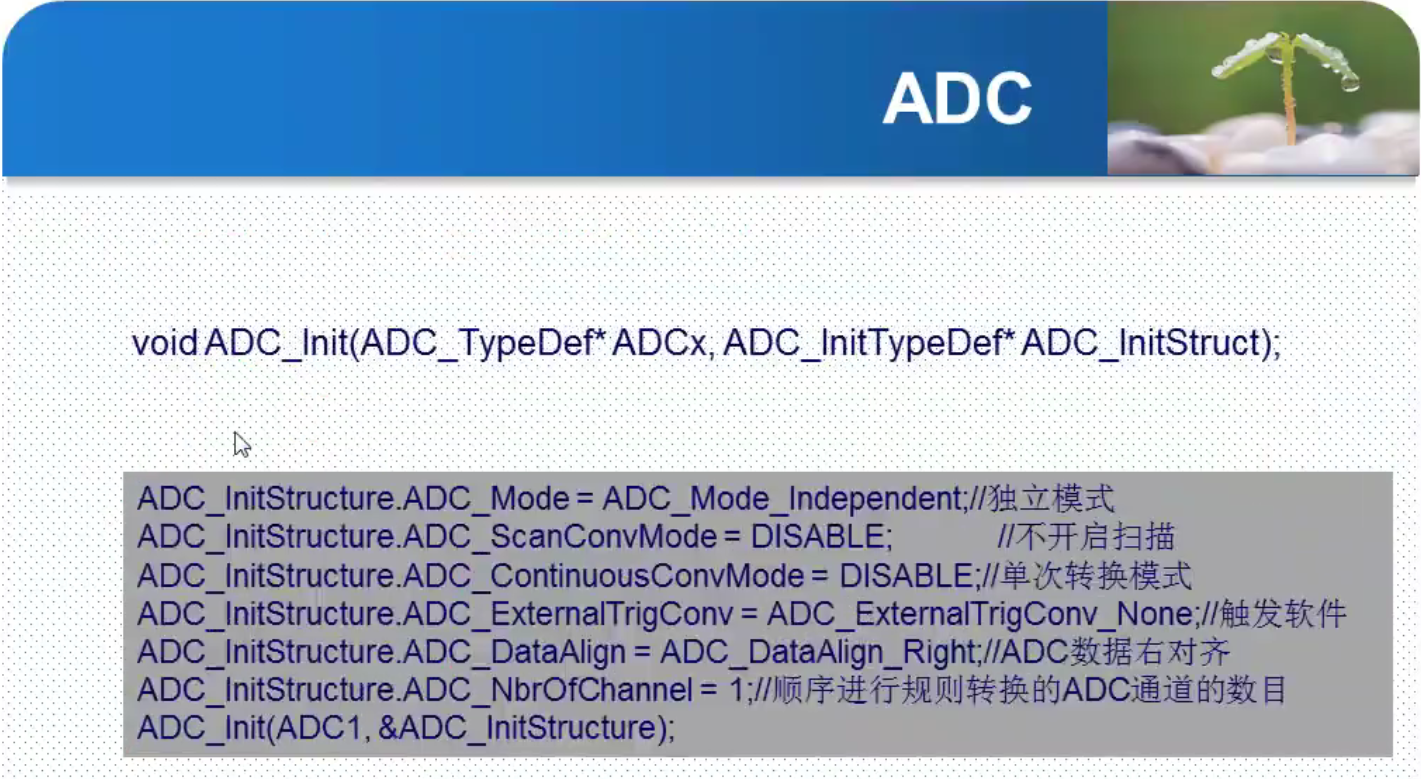 ADC
void ADC_Init(ADC_TypeDef* ADCx, ADC_InitTypeDef* ADC_InitStruct);
ADC_InitStructure.ADC_Mode = ADC_Mode_Independent;//独立模式
ADC_InitStructure.ADC_ScanConvMode = DISABLE; //不开启扫描
ADC_InitStructure.ADC_ContinuousConvMode = DISABLE;//单次转换模式
ADC_InitStructure.ADC_ExternalTrigConv = ADC_ExternalTrigConv_None;//触发软件
ADC_InitStructure.ADC_DataAlign = ADC_DataAlign_Right;//ADC数据右对齐
ADC_InitStructure.ADC_NbrOfChannel = 1;//顺序进行规则转换的ADC通道的数目
ADC_Init(ADC1, &ADC_InitStructure);